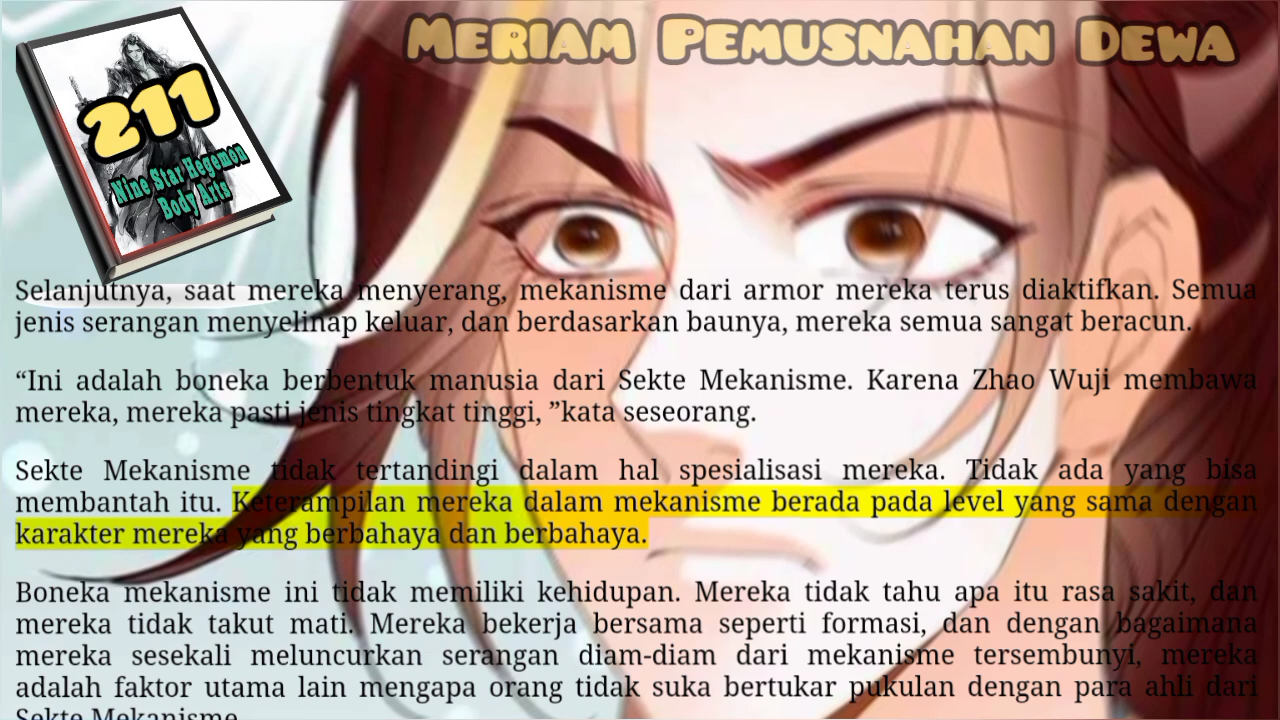 Meriam Pemusnahan Dewa
211
Nine Star Hegemon
Body Arts
Selanjutnya, saat mereka menyerang, mekanisme dari armor mereka terus diaktifkan. Semua
jenis serangan menyelinap keluar, dan berdasarkan baunya, mereka semua sangat beracun.
“Ini adalah boneka berbentuk manusia dari Sekte Mekanisme. Karena Zhao Wuji membawa
mereka, mereka pasti jenis tingkat tinggi, ”kata seseorang.
Sekte Mekanisme tidak tertandingi dalam hal spesialisasi mereka. Tidak ada yang bisa
membantah itu. Keterampilan mereka dalam mekanisme berada pada level yang sama dengan
karakter mereka yang berbahaya dan berbahaya.
Boneka mekanisme ini tidak memiliki kehidupan. Mereka tidak tahu apa itu rasa sakit, dan
mereka tidak takut mati. Mereka bekerja bersama seperti formasi, dan dengan bagaimana
mereka sesekali meluncurkan serangan diam-diam dari mekanisme tersembunyi, mereka
adalah faktor utama lain mengapa orang tidak suka bertukar pukulan dengan para ahli dari
Sekte Mekanisme.